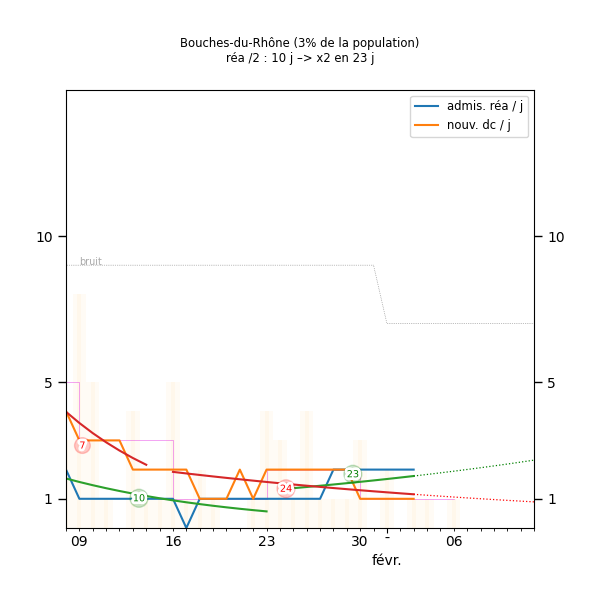 Bouches-du-Rhône (3% de la population)
réa /2 : 10 j –> x2 en 23 j
admis. réa / j
nouv. dc / j
10
10
bruit
5
5
7
23
24
10
1
1
09
16
23
30
-
06
févr.